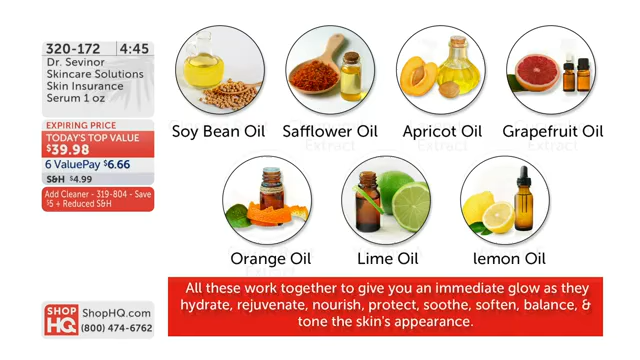 320-172 4:45
Dr. Sevinor
Skincare Solutions
Skin Insurance
Serum 1 oz
EXPIRING PRICE
TODAY'S TOP VALUE
$39.98
6 ValuePay $6.66
S&H $4.99
Add Cleaner - 319-804 - Save
$5 + Reduced S&H
Soy Bean Oil Safflower Oil Apricot Oil Grapefruit Oil
Extract Extract
Orange Oil Lime Oil lemon Oil
All these work together to give you an immediate glow as they
hydrate, rejuvenate, nourish, protect, soothe, soften, balance, &
tone the skin's appearance.
SHOP
HQ
ShopHQ.com
(800) 474-6762